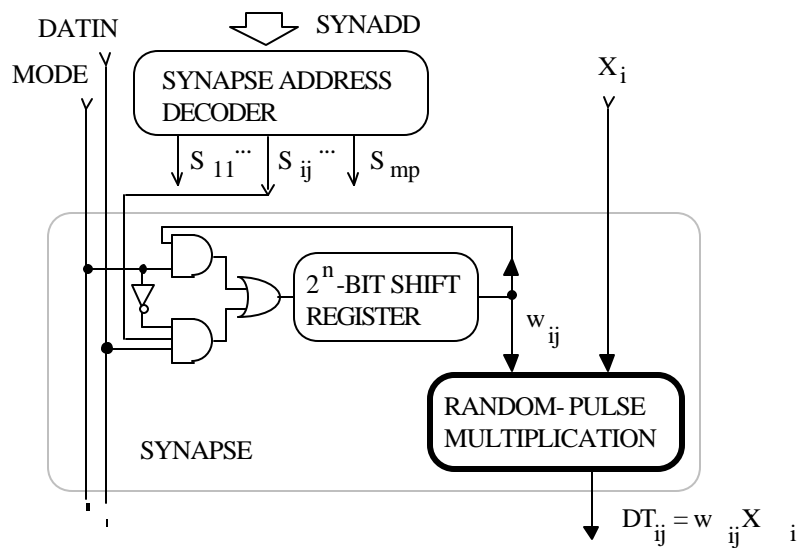 DATIN
SYNADD
MODE
SYNAPSE ADDRESS
DECODER
X i
S 11 ... S ij ... S mp
2 n -BIT SHIFT
REGISTER
w ij
RANDOM- PULSE
MULTIPLICATION
SYNAPSE
DT ij = w ij X i